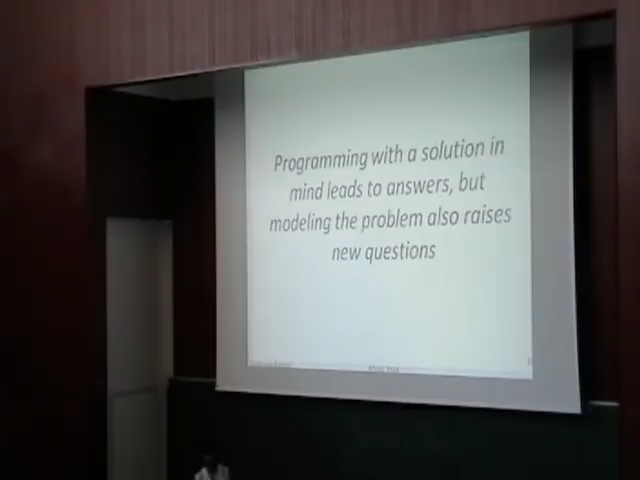 Programming with a solution in
mind leads to answers, but
modeling the problem also raises
new questions